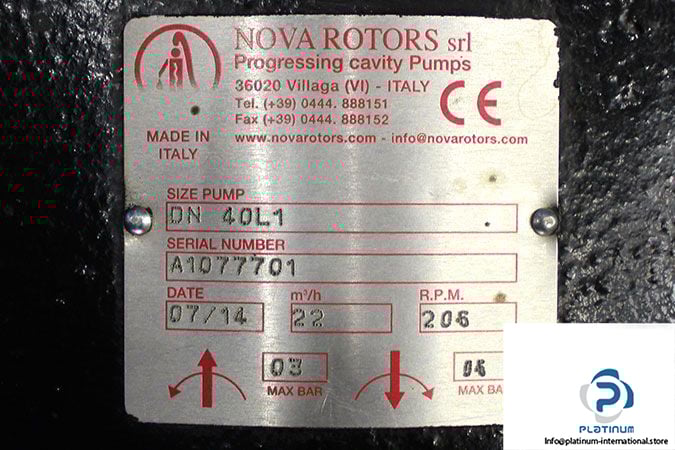 NOVA ROTORS srl
Progressing cavity Pumps
36020 Villaga (VI) - ITALY
Tel. (+39) 0444. 888151
Fax (+39) 0444. 888152
CE
www.novarotors.com - info@novarotors.com
MADE IN
ITALY
SIZE PUMP
DN 40L1
SERIAL NUMBER
A1077701
DATE m³/h R.P.M.
07/14 22 206
03
MAX BAR MAX BA
PLATINUM
info@platinum-international.store